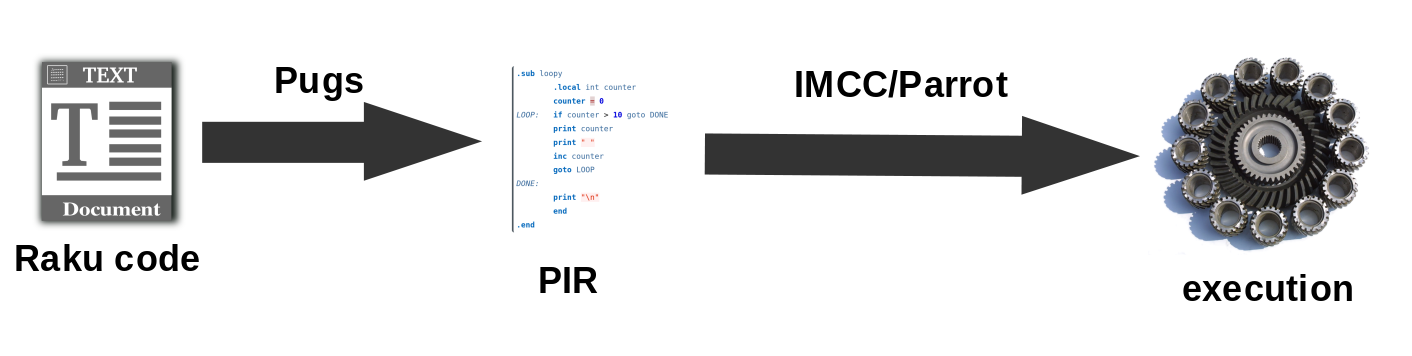 TEXT
T
Document
Raku code
Pugs
.sub loopy
.local int counter
counter = 0
LOOP: if counter > 10 goto DONE
print counter
print " "
inc counter
goto LOOP
DONE:
print "\n"
end
.end
PIR
IMCC/Parrot
execution